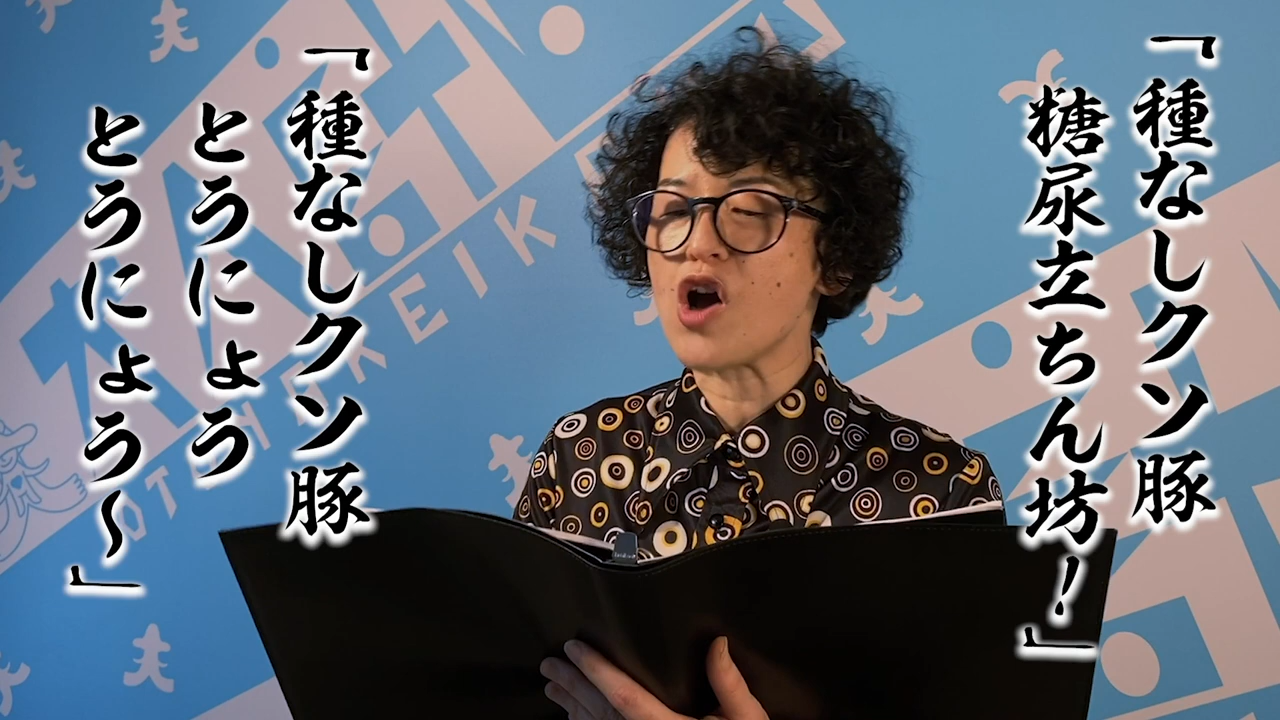 「種なしクソ豚
糖尿立ちん坊！」
「種なしクソ豚
とうにょう
とうにょう〜」